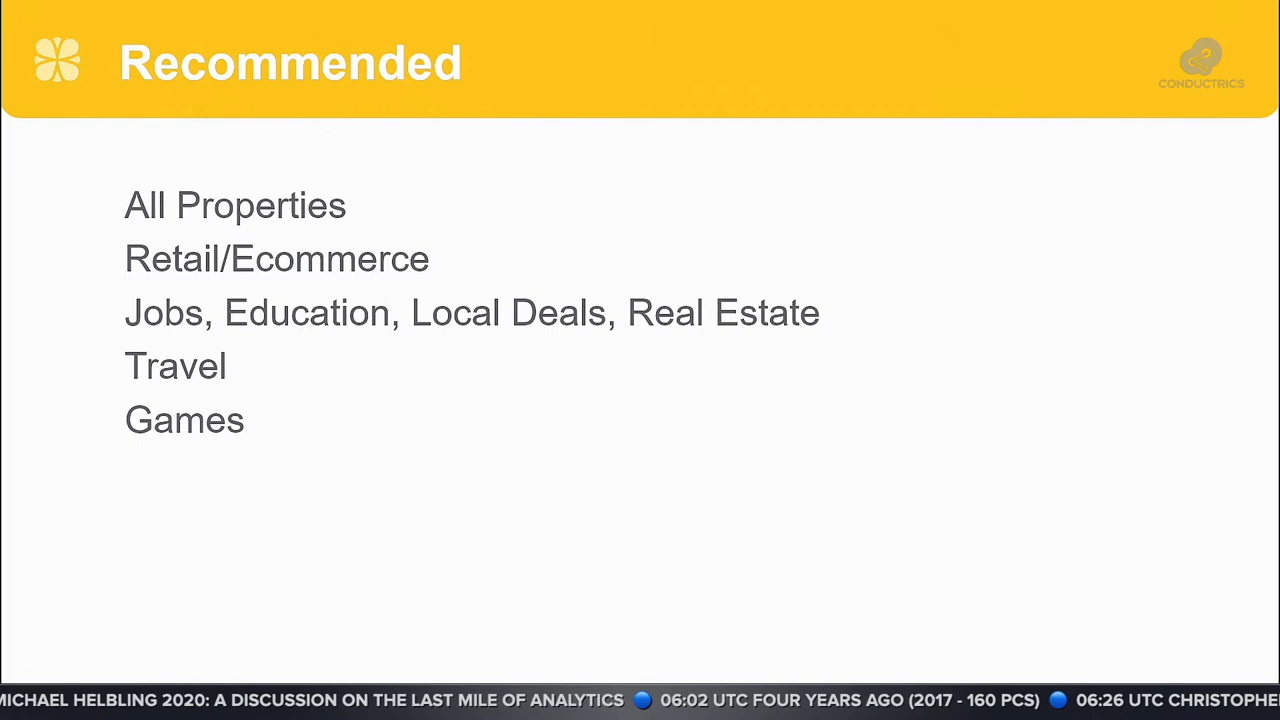 Recommended
CONDUCTRICS
All Properties
Retail/Ecommerce
Jobs, Education, Local Deals, Real Estate
Travel
Games
MICHAEL HELBLING 2020: A DISCUSSION ON THE LAST MILE OF ANALYTICS 🔵 06:02 UTC FOUR YEARS AGO (2017 - 160 PCS) 🔵 06:26 UTC CHRISTOPHE